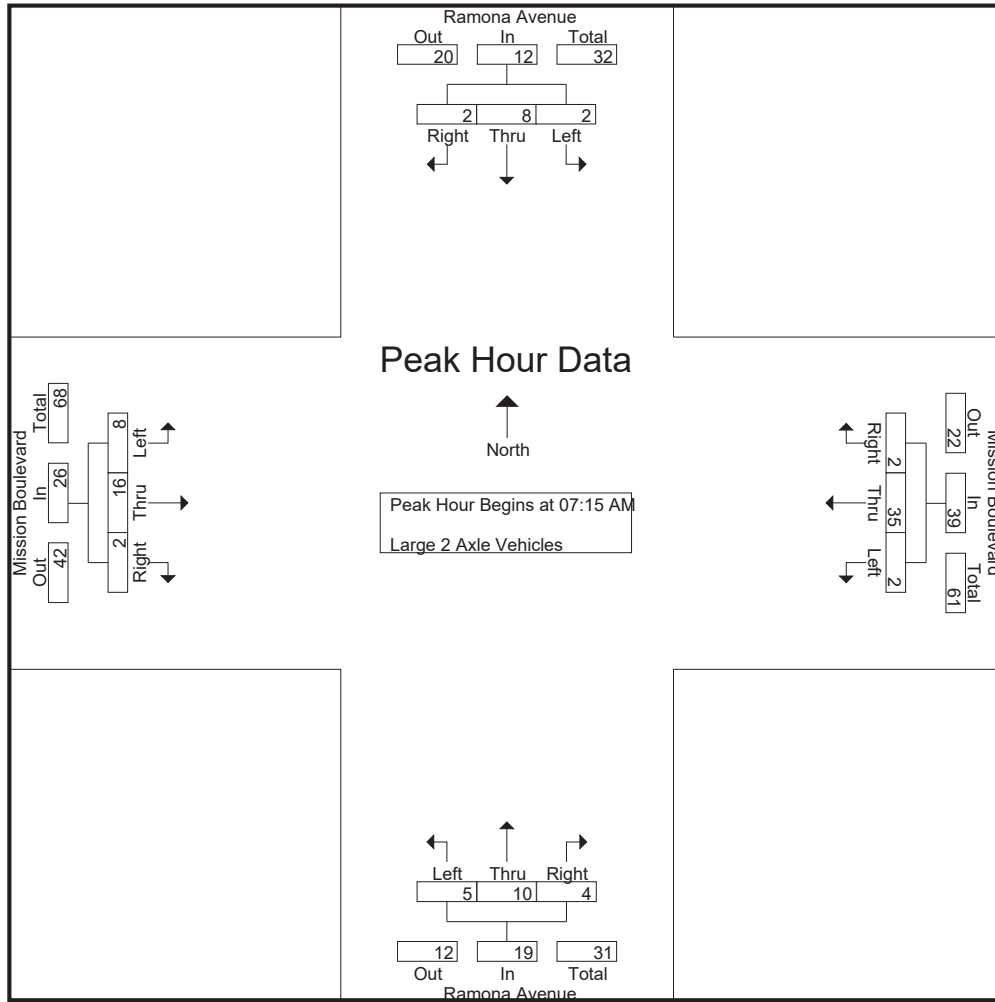 Ramona Avenue
Out In Total
20 12 32
2 8 2
Right Thru Left
Peak Hour Data
North
Peak Hour Begins at 07:15 AM
Large 2 Axle Vehicles
Mission Boulevard
Out In Total
42 26 68
Left Thru Right
8 16 2
Mission Boulevard
Out In Total
22 39 61
Right Thru Left
2 35 2
Left Thru Right
5 10 4
12 19 31
Out In Total
Ramona Avenue